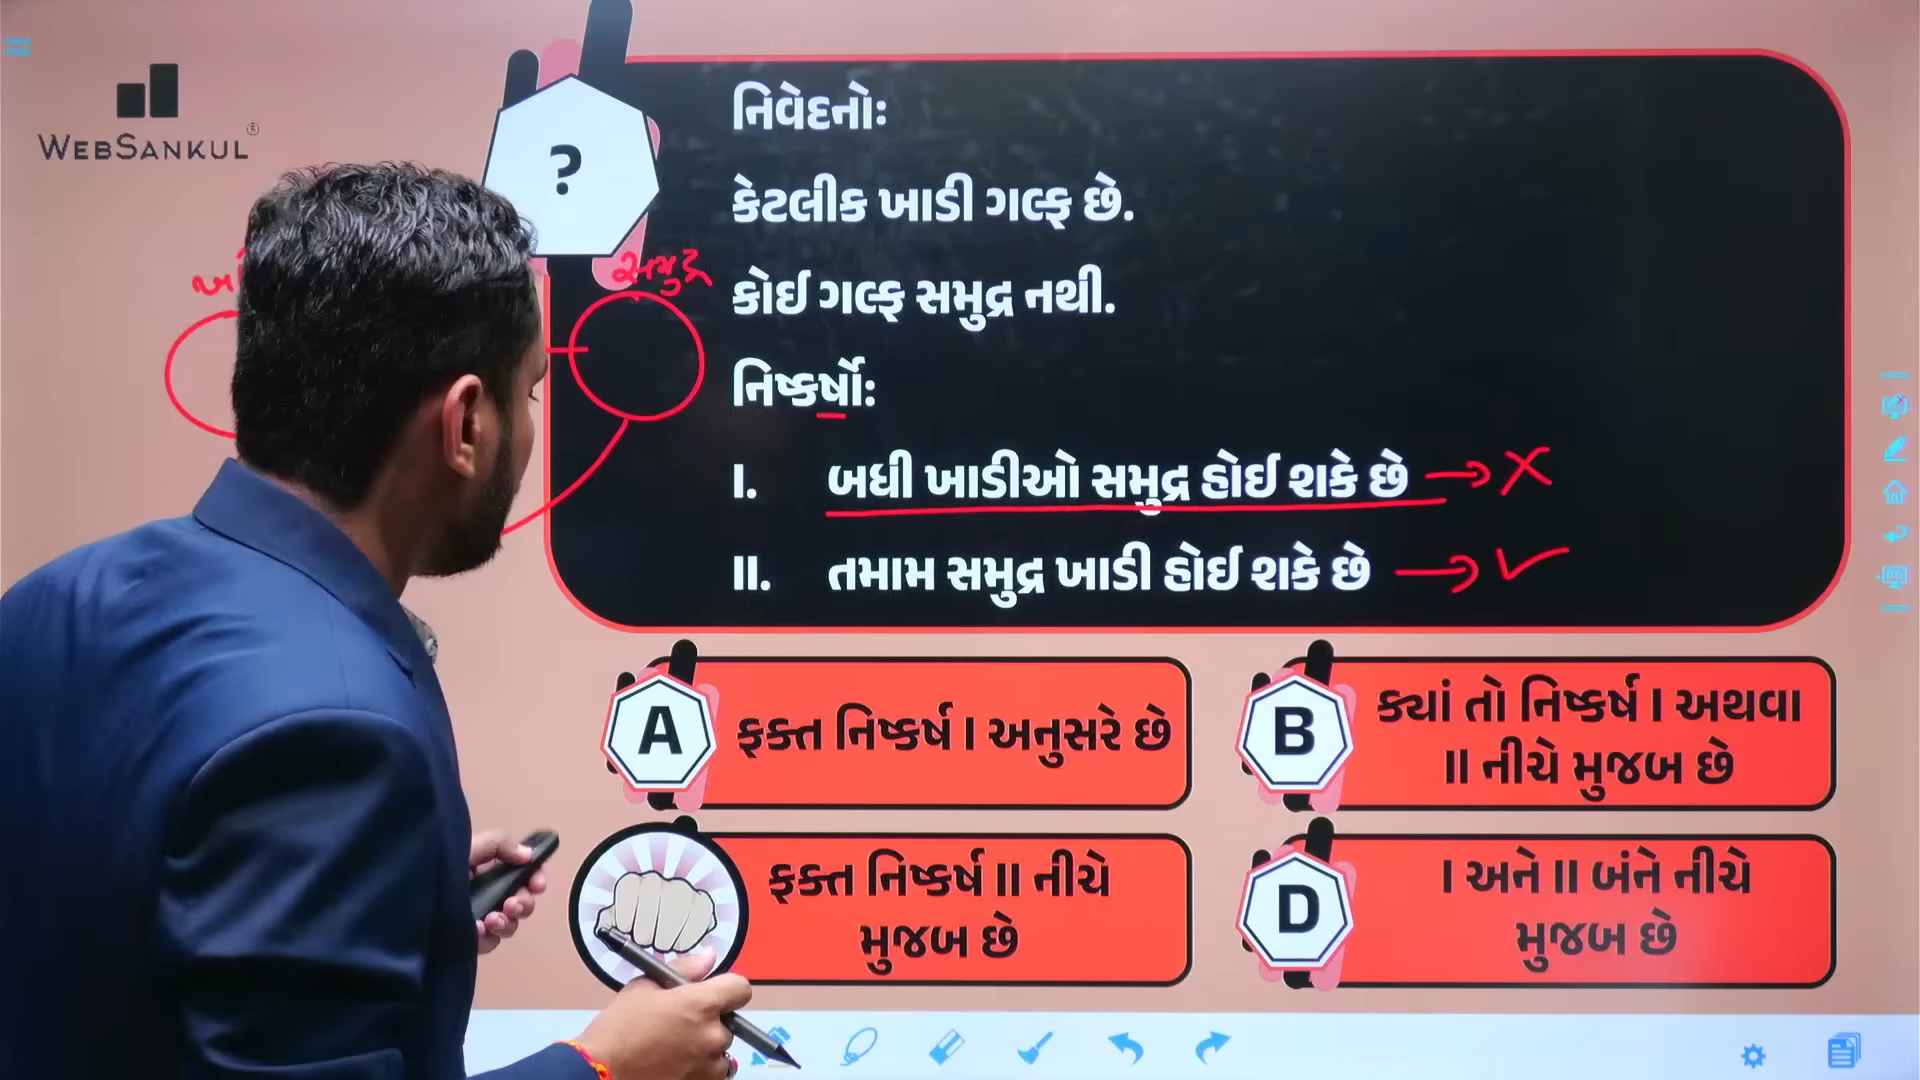 WEBSANKUL®
?
નિવેદનોઃ
કેટલીક ખાડી ગલ્ફ છે.
સમુદ્ર
કોઈ ગલ્ફ સમુદ્ર નથી.
નિષ્કર્ષોઃ
I. બધી ખાડીઓ સમુદ્ર હોઈ શકે છે
II. તમામ સમુદ્ર ખાડી હોઈ શકે છે
A ફક્ત નિષ્કર્ષ I અનુસરે છે
B ક્યાં તો નિષ્કર્ષ I અથવા
II નીચે મુજબ છે
ફક્ત નિષ્કર્ષ II નીચે
મુજબ છે
D I અને II બંને નીચે
મુજબ છે